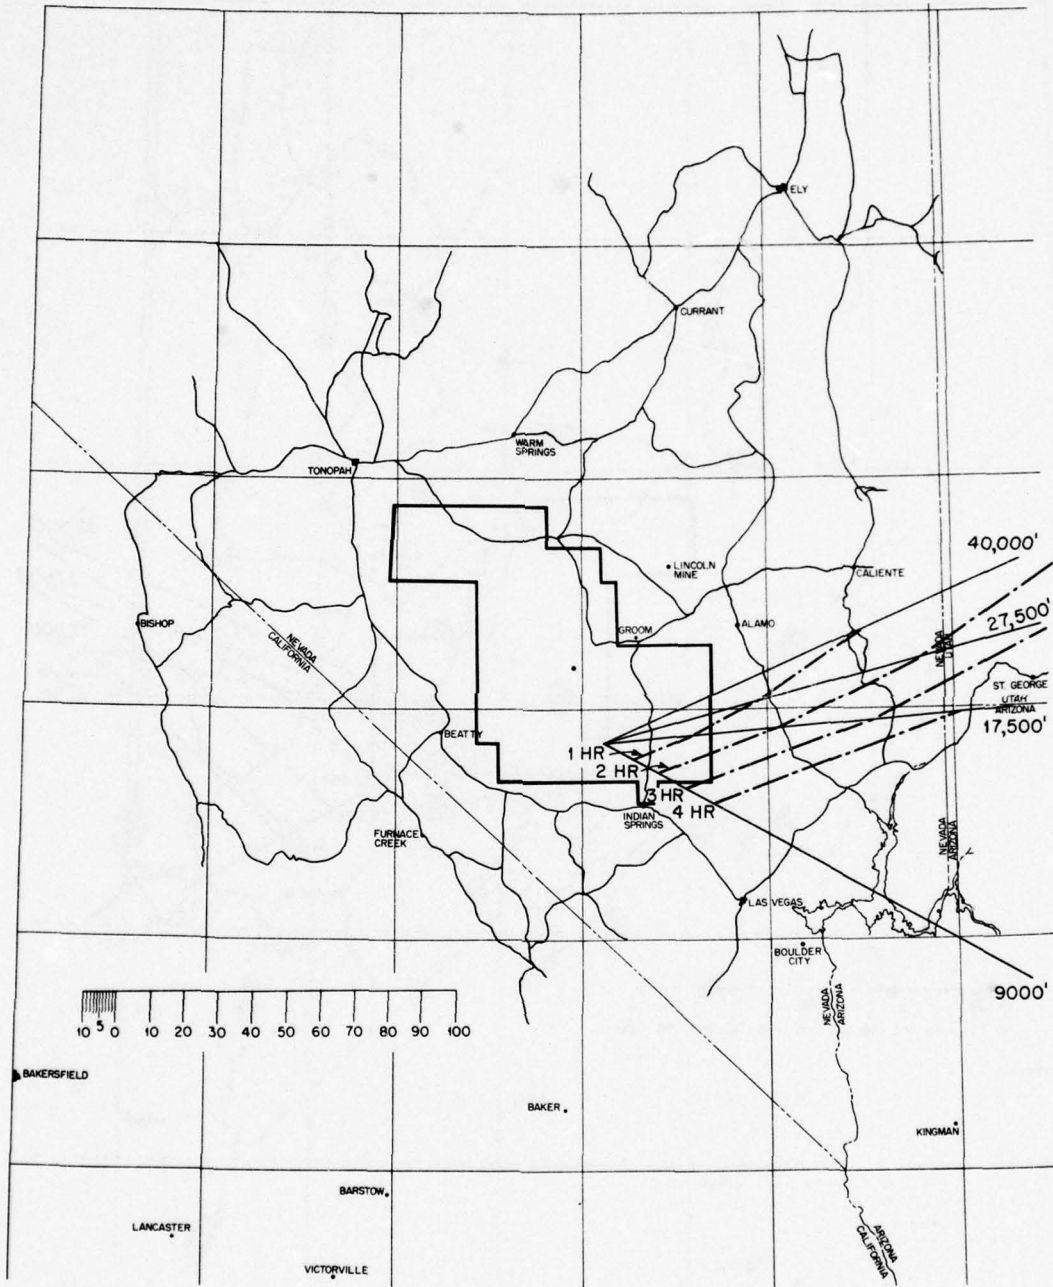 ELY
CURRANT
WARM
SPRINGS
TONOPAH
40,000'
LINCOLN
MINE
CALIENTE
27,500'
BISHOP
ALAMO
GROOM
NEVADA
CALIFORNIA
NEVADA
UTAH
ST. GEORGE
UTAH
ARIZONA
17,500'
BEATTY
1 HR
2 HR
3 HR
4 HR
INDIAN
SPRINGS
FURNACE
CREEK
NEVADA
ARIZONA
LAS VEGAS
BOULDER
CITY
9000'
NEVADA
ARIZONA
10 5 0 10 20 30 40 50 60 70 80 90 100
BAKERSFIELD
BAKER
KINGMAN
BARSTOW
LANCASTER
ARIZONA
CALIFORNIA
VICTORVILLE